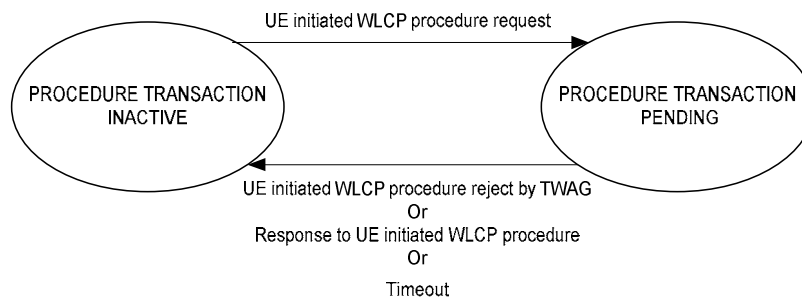 UE initiated WLCP procedure request
PROCEDURE TRANSACTION
INACTIVE
PROCEDURE TRANSACTION
PENDING
UE initiated WLCP procedure reject by TWAG
Or
Response to UE initiated WLCP procedure
Or
Timeout